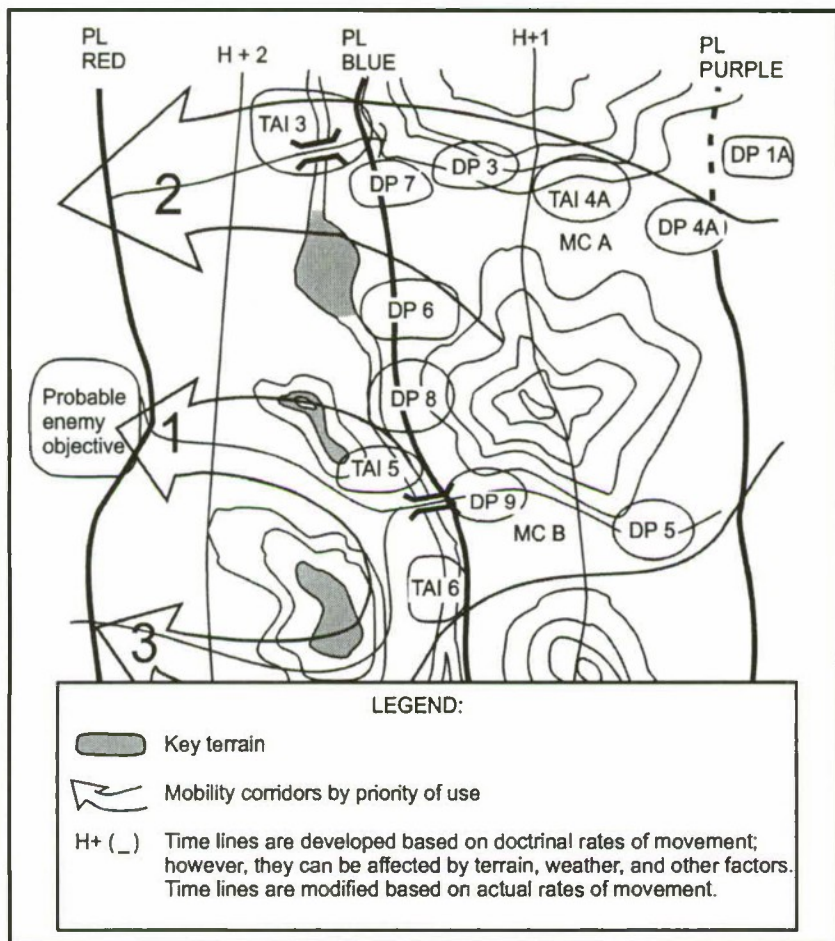 PL
RED
H + 2
PL
BLUE
H+1
PL
PURPLE
TAI 3
DP 3
DP 1A
2
DP 7
TAI 4A
DP 4A
MC A
DP 6
Probable
enemy
objective
1
DP 8
TAI 5
DP 9
MC B
DP 5
TAI 6
3
LEGEND:
Key terrain
Mobility corridors by priority of use
H+ (_) Time lines are developed based on doctrinal rates of movement;
however, they can be affected by terrain, weather, and other factors.
Time lines are modified based on actual rates of movement.